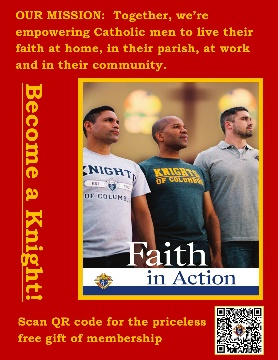 OUR MISSION:  Together, we're
empowering Catholic men to live their
faith at home, in their parish, at work
and in their community.
Become a Knight!
KNIGHTS
OF COLUMBUS
KNIGHTS
OF COLUMBUS
Faith
in Action
Scan QR code for the priceless
free gift of membership